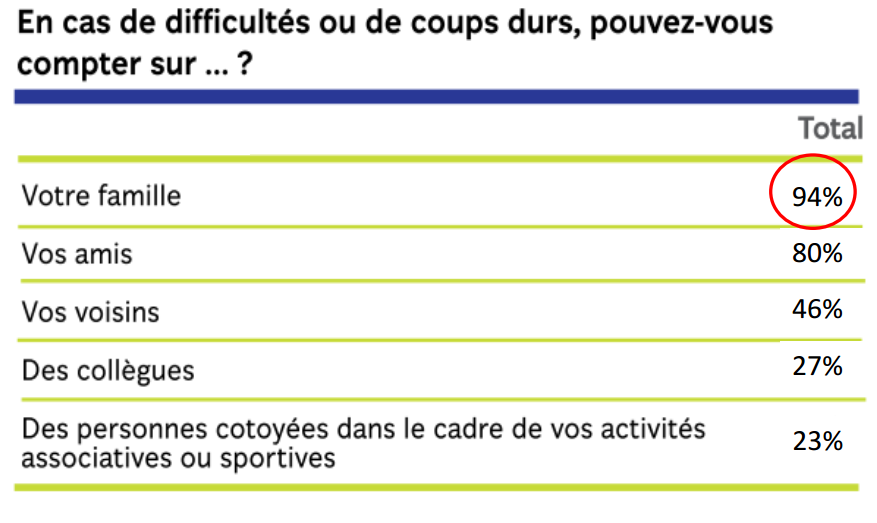 En cas de difficultés ou de coups durs, pouvez-vous
compter sur ... ?
Total
Votre famille 94%
Vos amis 80%
Vos voisins 46%
Des collègues 27%
Des personnes cotoyées dans le cadre de vos activités
associatives ou sportives 23%